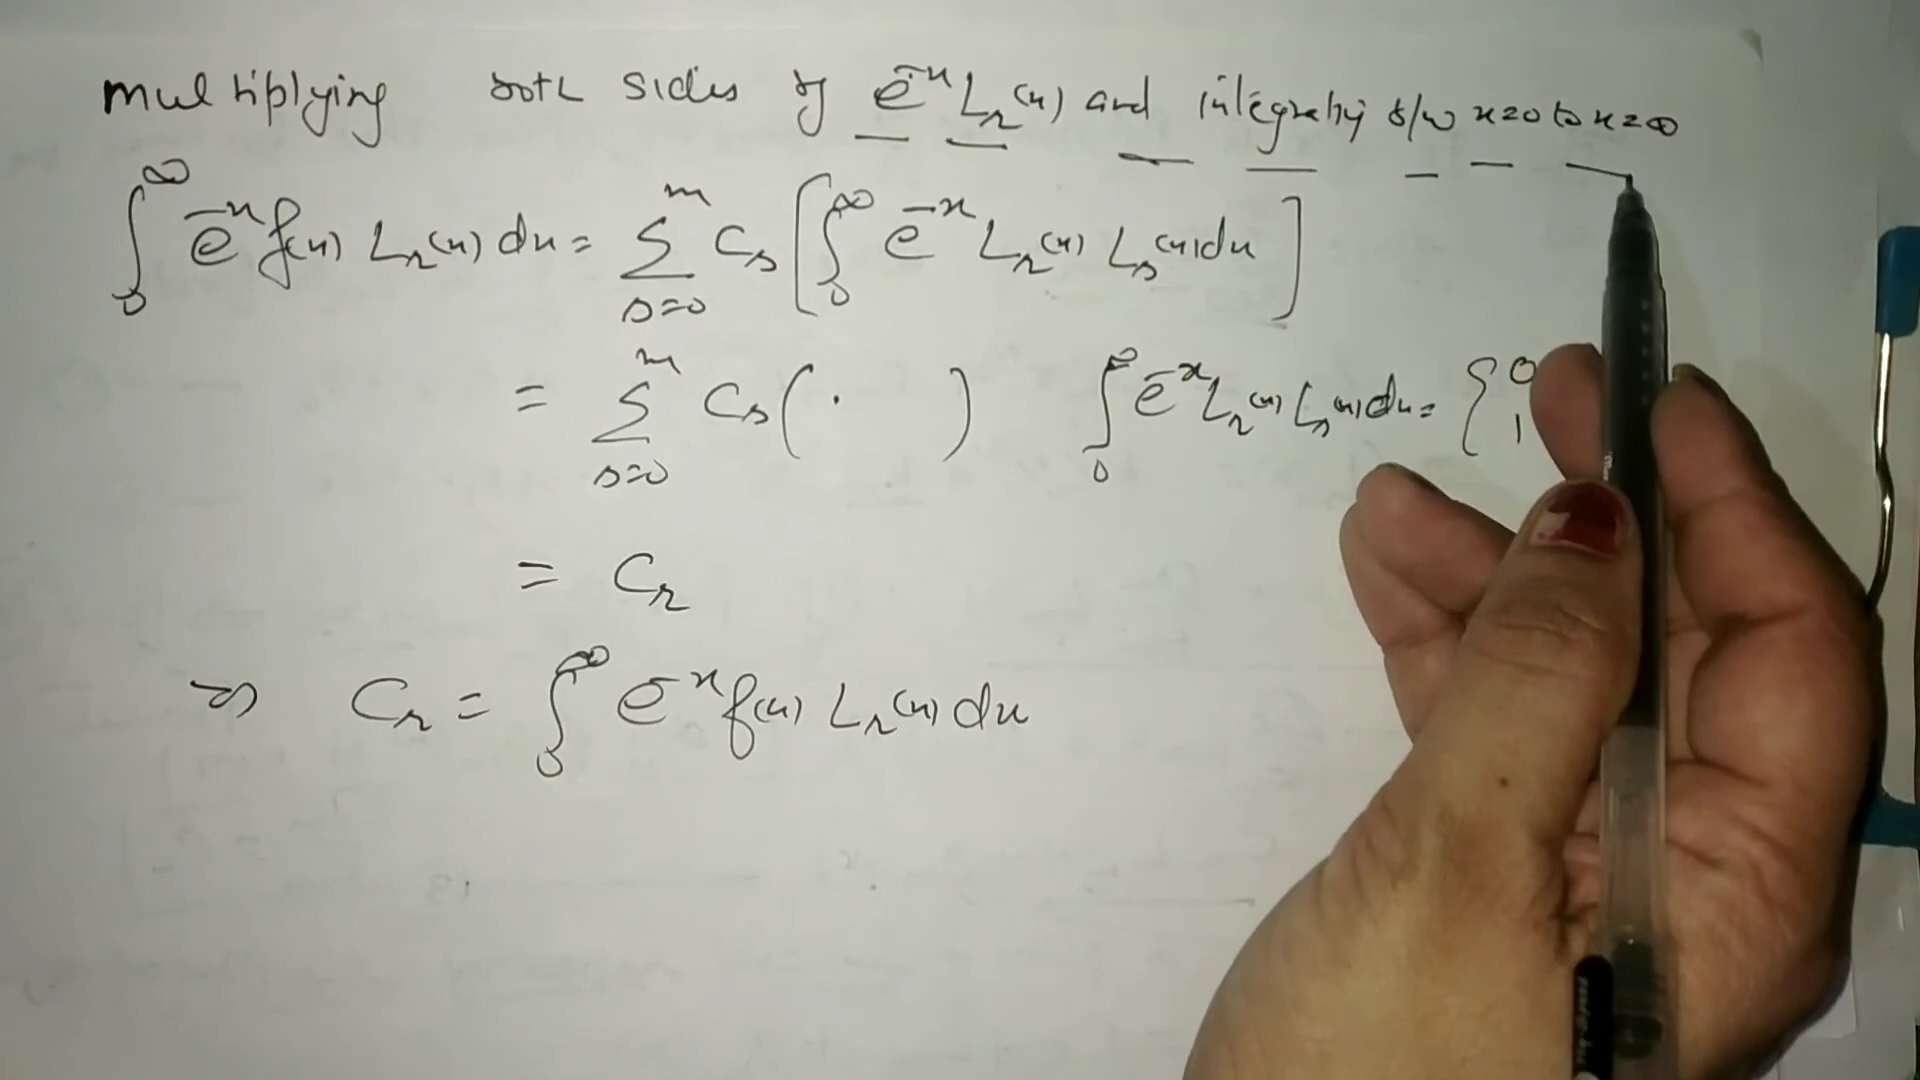 multiplying both sides by e^-x L_r(x) and integrating b/w x=0 to x=∞
∫_0^∞ e^-x f(x) L_r(x) dx = Σ_{s=0}^m C_s [∫_0^∞ e^-x L_r(x) L_s(x) dx]
= Σ_{s=0}^m C_s ( · ) ∫_0^∞ e^-x L_r(x) L_s(x) dx = { 0
1
= C_r
⇒ C_r = ∫_0^∞ e^-x f(x) L_r(x) dx